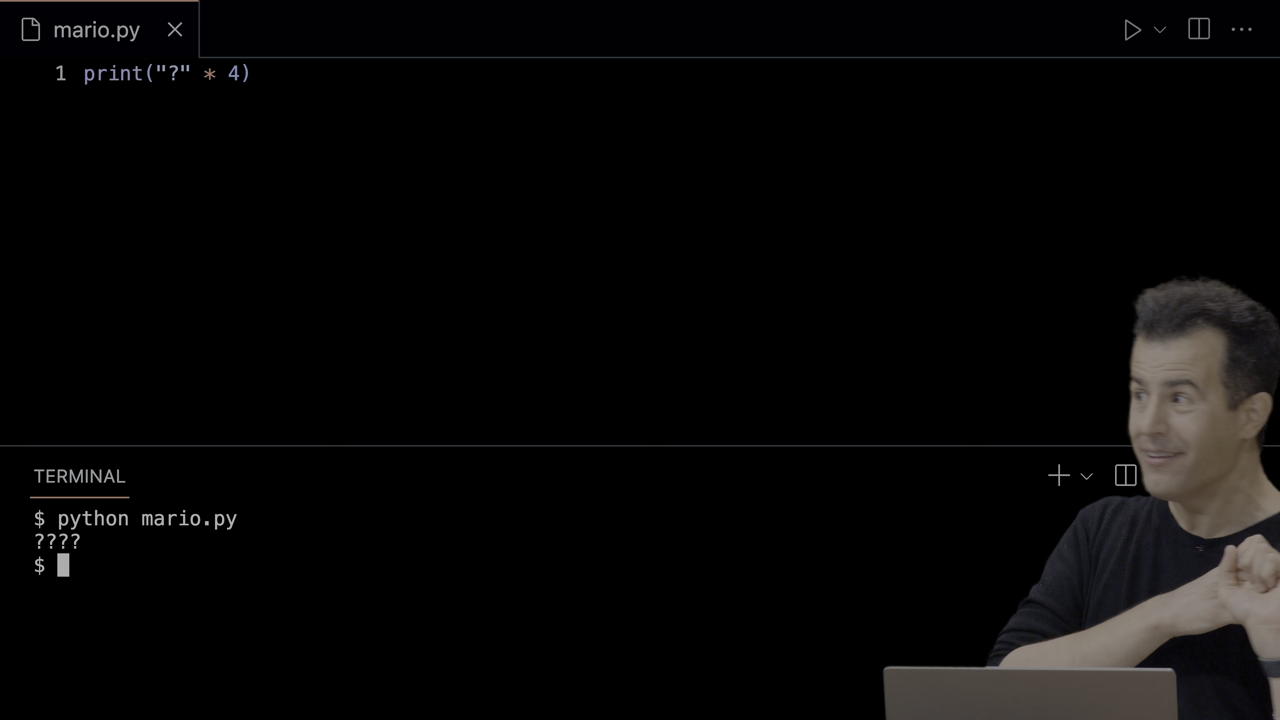 mario.py
1 print("?" * 4)
TERMINAL
$ python mario.py
????
$